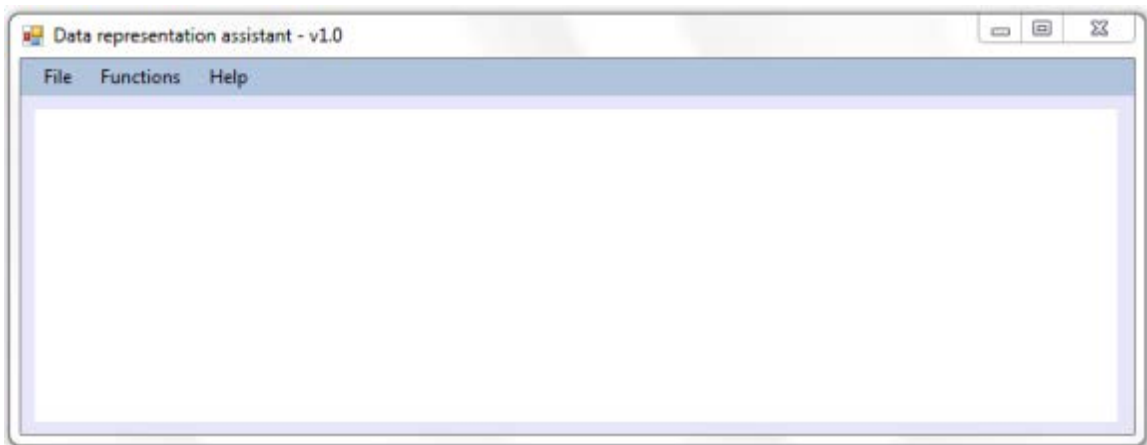 Data representation assistant - v1.0
File Functions Help